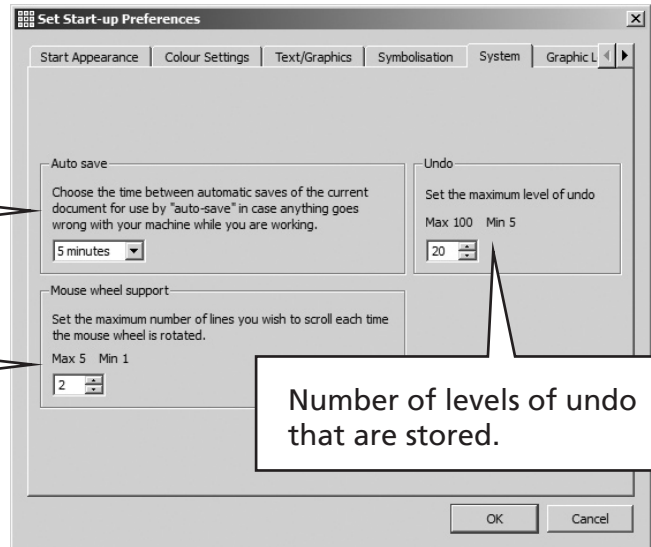 Set Start-up Preferences
Start Appearance
Colour Settings
Text/Graphics
Symbolisation
System
Graphic L
Auto save
Choose the time between automatic saves of the current
document for use by "auto-save" in case anything goes
wrong with your machine while you are working.
5 minutes
Undo
Set the maximum level of undo
Max 100 Min 5
20
Mouse wheel support
Set the maximum number of lines you wish to scroll each time
the mouse wheel is rotated.
Max 5 Min 1
2
Number of levels of undo
that are stored.
OK
Cancel